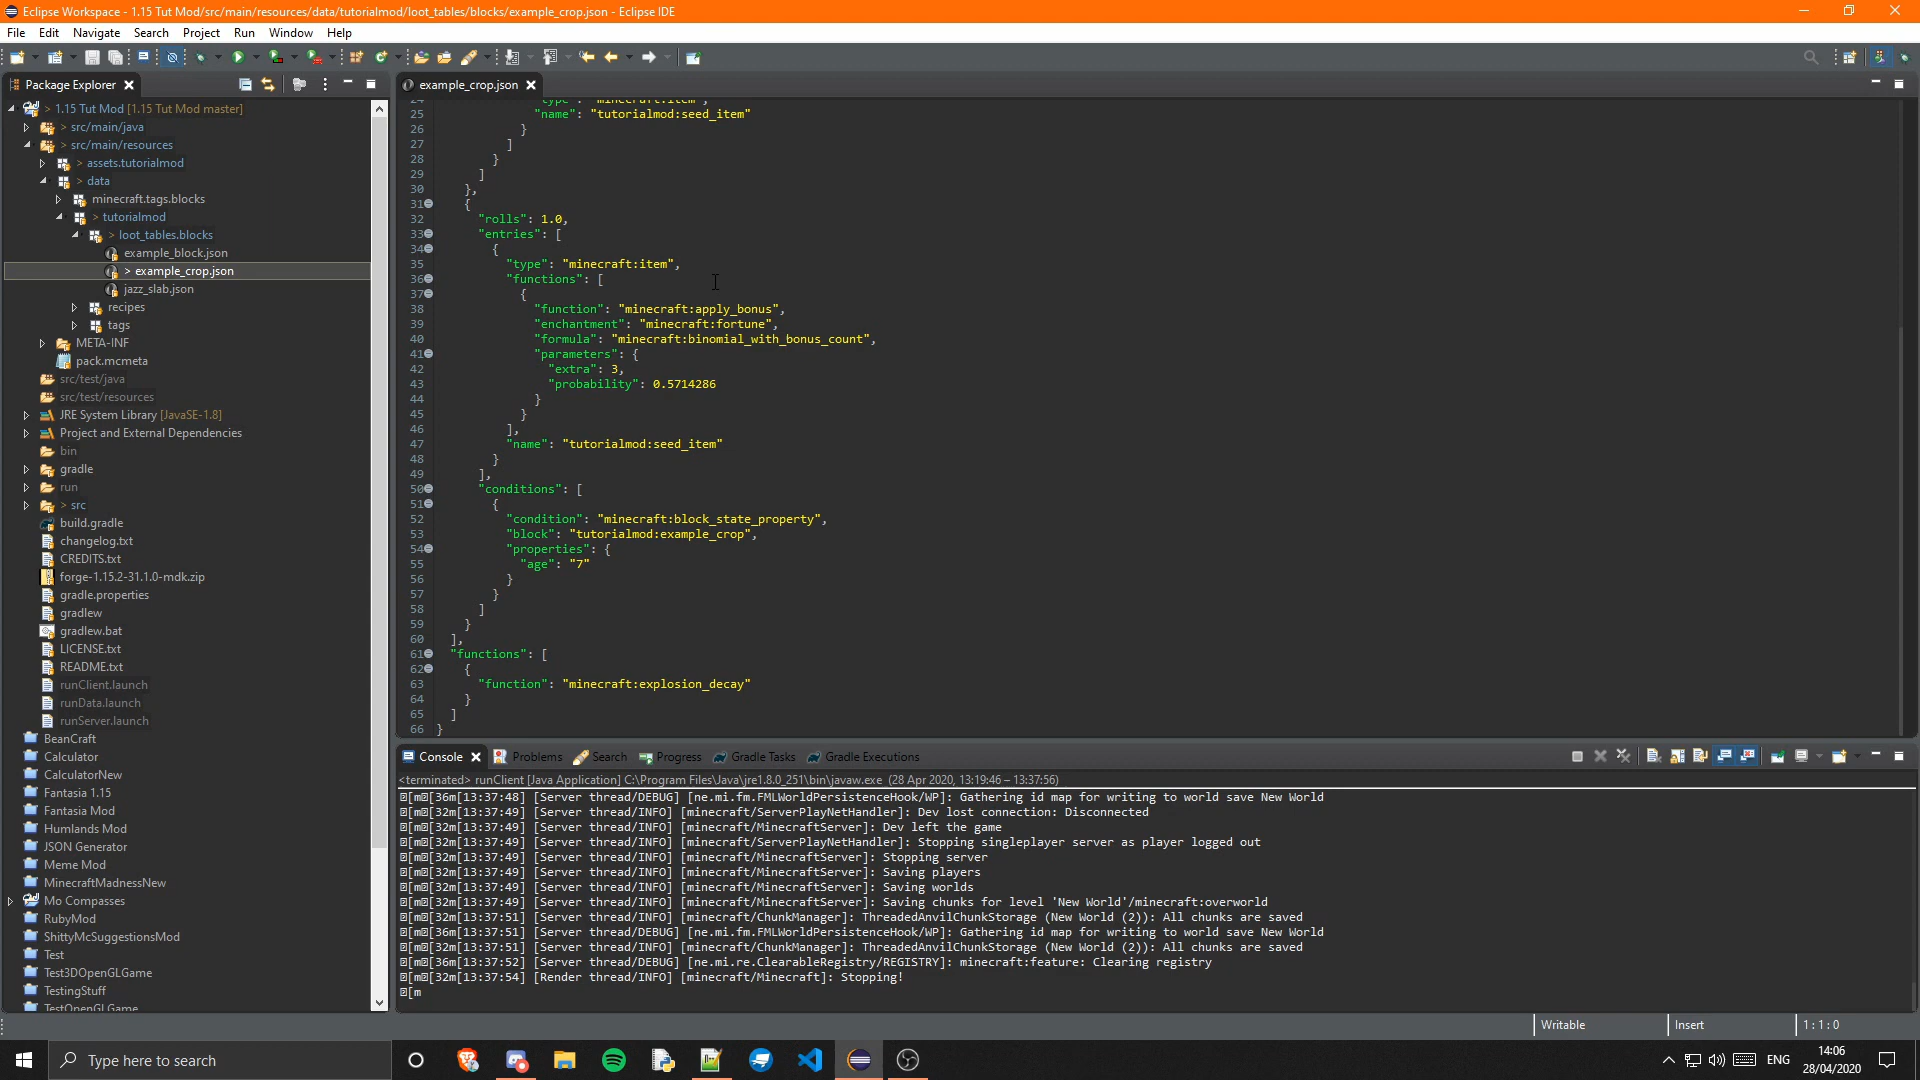 Eclipse Workspace - 1.15 Tut Mod/src/main/resources/data/tutorialmod/loot_tables/blocks/example_crop.json - Eclipse IDE
File Edit Navigate Search Project Run Window Help
Package Explorer
> 1.15 Tut Mod [1.15 Tut Mod master]
> src/main/java
> src/main/resources
> assets.tutorialmod
> data
minecraft.tags.blocks
> tutorialmod
> loot_tables.blocks
example_block.json
> example_crop.json
jazz_slab.json
recipes
tags
META-INF
pack.mcmeta
src/test/java
src/test/resources
JRE System Library [JavaSE-1.8]
Project and External Dependencies
bin
gradle
run
> src
build.gradle
changelog.txt
CREDITS.txt
forge-1.15.2-31.1.0-mdk.zip
gradle.properties
gradlew
gradlew.bat
LICENSE.txt
README.txt
runClient.launch
runData.launch
runServer.launch
BeanCraft
Calculator
CalculatorNew
Fantasia 1.15
Fantasia Mod
Humlands Mod
JSON Generator
Meme Mod
MinecraftMadnessNew
Mo Compasses
RubyMod
ShittyMcSuggestionsMod
Test
Test3DOpenGLGame
TestingStuff
TestOpenGLGame
example_crop.json
24 "type": "minecraft:item",
25 "name": "tutorialmod:seed_item"
26 }
27 ]
28 }
29 ]
30 },
31 {
32 "rolls": 1.0,
33 "entries": [
34 {
35 "type": "minecraft:item",
36 "functions": [
37 {
38 "function": "minecraft:apply_bonus",
39 "enchantment": "minecraft:fortune",
40 "formula": "minecraft:binomial_with_bonus_count",
41 "parameters": {
42 "extra": 3,
43 "probability": 0.5714286
44 }
45 }
46 ],
47 "name": "tutorialmod:seed_item"
48 }
49 ],
50 "conditions": [
51 {
52 "condition": "minecraft:block_state_property",
53 "block": "tutorialmod:example_crop",
54 "properties": {
55 "age": "7"
56 }
57 }
58 ]
59 }
60 ],
61 "functions": [
62 {
63 "function": "minecraft:explosion_decay"
64 }
65 ]
66 }
Console Problems Search Progress Gradle Tasks Gradle Executions
<terminated> runClient [Java Application] C:\Program Files\Java\jre1.8.0_251\bin\javaw.exe (28 Apr 2020, 13:19:46 – 13:37:56)
[m[36m[13:37:48] [Server thread/DEBUG] [ne.mi.fm.FMLWorldPersistenceHook/WP]: Gathering id map for writing to world save New World
[m[32m[13:37:49] [Server thread/INFO] [minecraft/ServerPlayNetHandler]: Dev lost connection: Disconnected
[m[32m[13:37:49] [Server thread/INFO] [minecraft/MinecraftServer]: Dev left the game
[m[32m[13:37:49] [Server thread/INFO] [minecraft/ServerPlayNetHandler]: Stopping singleplayer server as player logged out
[m[32m[13:37:49] [Server thread/INFO] [minecraft/MinecraftServer]: Stopping server
[m[32m[13:37:49] [Server thread/INFO] [minecraft/MinecraftServer]: Saving players
[m[32m[13:37:49] [Server thread/INFO] [minecraft/MinecraftServer]: Saving worlds
[m[32m[13:37:49] [Server thread/INFO] [minecraft/MinecraftServer]: Saving chunks for level 'New World'/minecraft:overworld
[m[32m[13:37:51] [Server thread/INFO] [minecraft/ChunkManager]: ThreadedAnvilChunkStorage (New World (2)): All chunks are saved
[m[36m[13:37:51] [Server thread/DEBUG] [ne.mi.fm.FMLWorldPersistenceHook/WP]: Gathering id map for writing to world save New World
[m[32m[13:37:51] [Server thread/INFO] [minecraft/ChunkManager]: ThreadedAnvilChunkStorage (New World (2)): All chunks are saved
[m[36m[13:37:52] [Server thread/DEBUG] [ne.mi.re.ClearableRegistry/REGISTRY]: minecraft:feature: Clearing registry
[m[32m[13:37:54] [Render thread/INFO] [minecraft/Minecraft]: Stopping!
[m
Writable Insert 1 : 1 : 0
Type here to search
ENG
14:06
28/04/2020